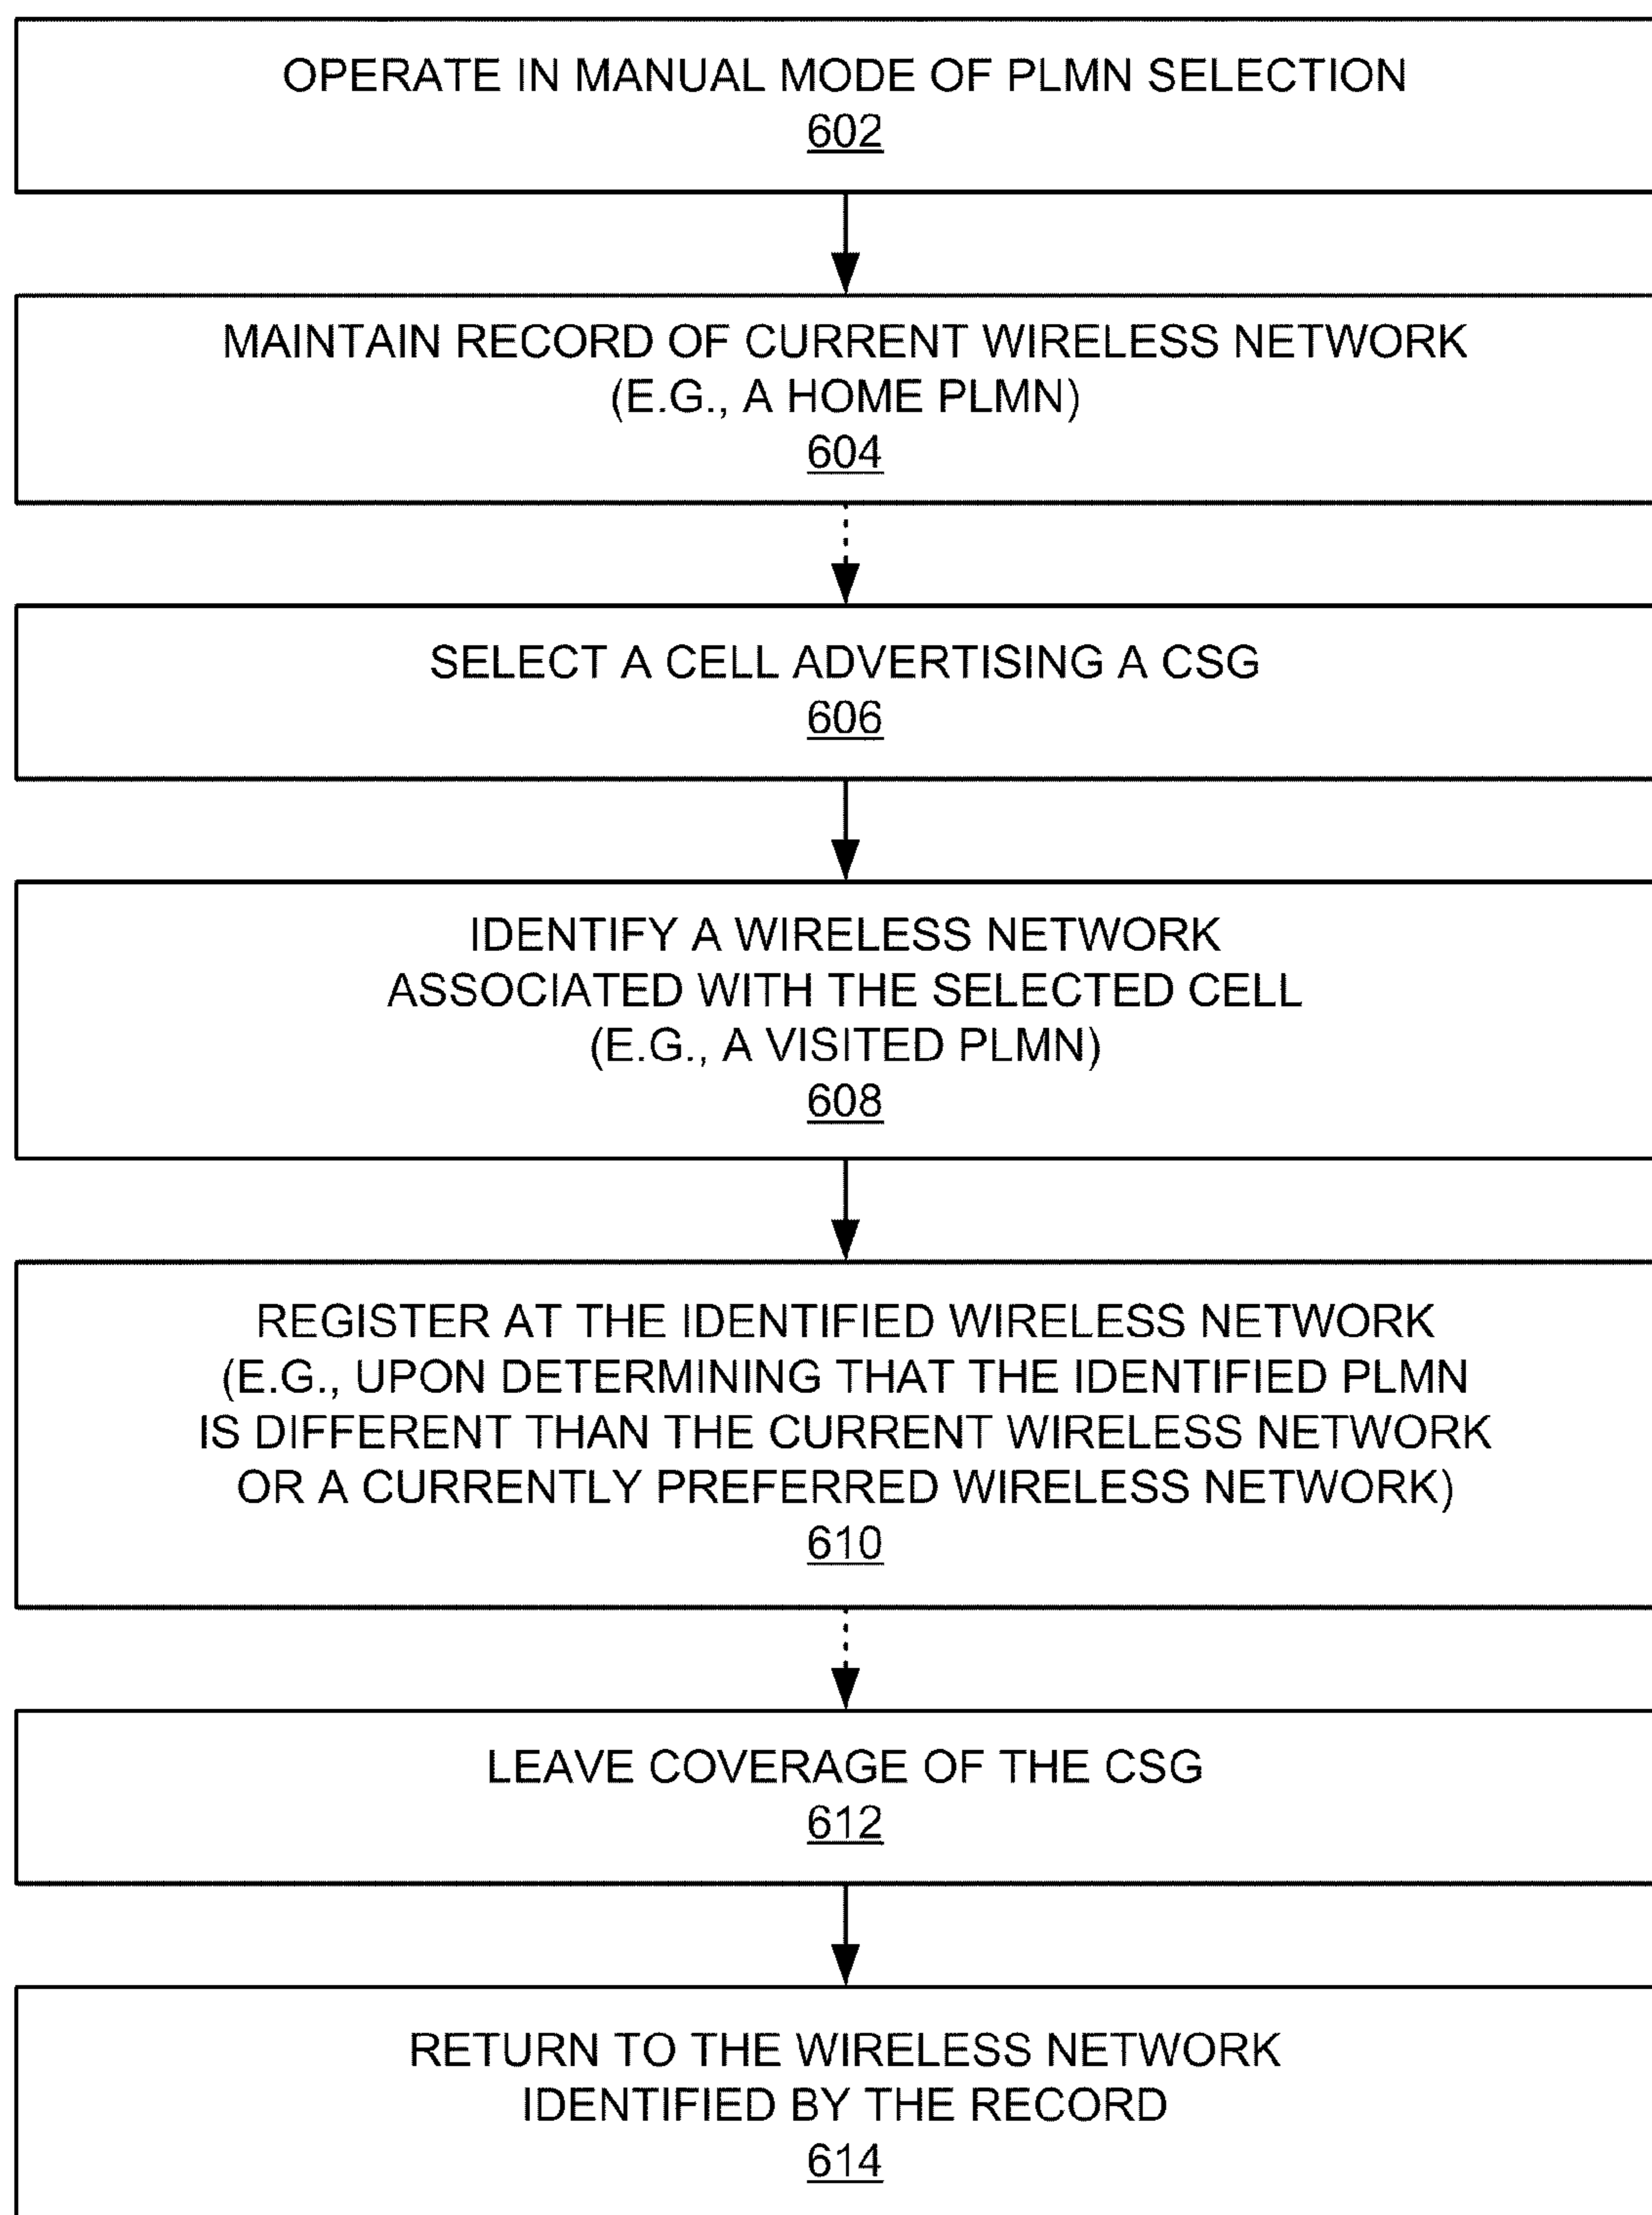 OPERATE IN MANUAL MODE OF PLMN SELECTION
602
MAINTAIN RECORD OF CURRENT WIRELESS NETWORK
(E.G., A HOME PLMN)
604
SELECT A CELL ADVERTISING A CSG
606
IDENTIFY A WIRELESS NETWORK
ASSOCIATED WITH THE SELECTED CELL
(E.G., A VISITED PLMN)
608
REGISTER AT THE IDENTIFIED WIRELESS NETWORK
(E.G., UPON DETERMINING THAT THE IDENTIFIED PLMN
IS DIFFERENT THAN THE CURRENT WIRELESS NETWORK
OR A CURRENTLY PREFERRED WIRELESS NETWORK)
610
LEAVE COVERAGE OF THE CSG
612
RETURN TO THE WIRELESS NETWORK
IDENTIFIED BY THE RECORD
614